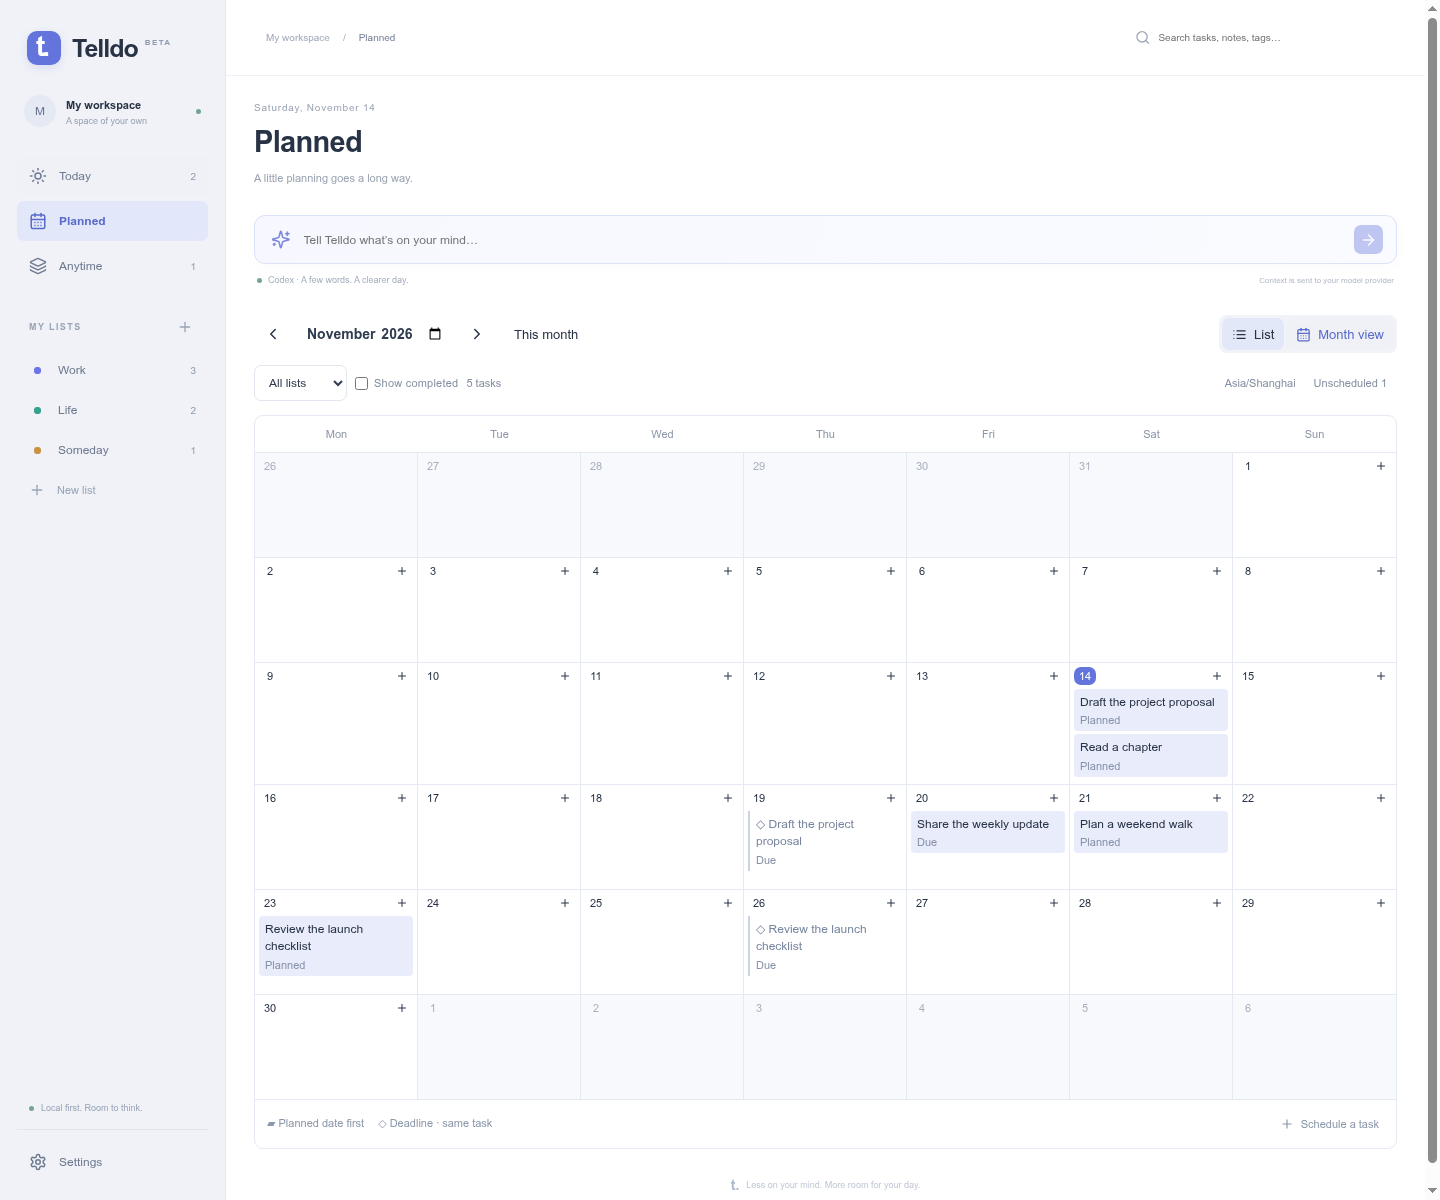 Telldo BETA
M
My workspace
A space of your own
Today 2
Planned
Anytime 1
MY LISTS
Work 3
Life 2
Someday 1
New list
Local first. Room to think.
Settings
My workspace / Planned
Search tasks, notes, tags...
Saturday, November 14
Planned
A little planning goes a long way.
Tell Telldo what's on your mind...
Codex · A few words. A clearer day.
Context is sent to your model provider
November 2026
This month
List
Month view
All lists
Show completed
5 tasks
Asia/Shanghai
Unscheduled 1
Mon Tue Wed Thu Fri Sat Sun
26 27 28 29 30 31 1
2 3 4 5 6 7 8
9 10 11 12 13 14 15
Draft the project proposal
Planned
Read a chapter
Planned
16 17 18 19 20 21 22
◇ Draft the project
proposal
Due
Share the weekly update
Due
Plan a weekend walk
Planned
23 24 25 26 27 28 29
Review the launch
checklist
Planned
◇ Review the launch
checklist
Due
30 1 2 3 4 5 6
▰ Planned date first
◇ Deadline · same task
Schedule a task
t. Less on your mind. More room for your day.